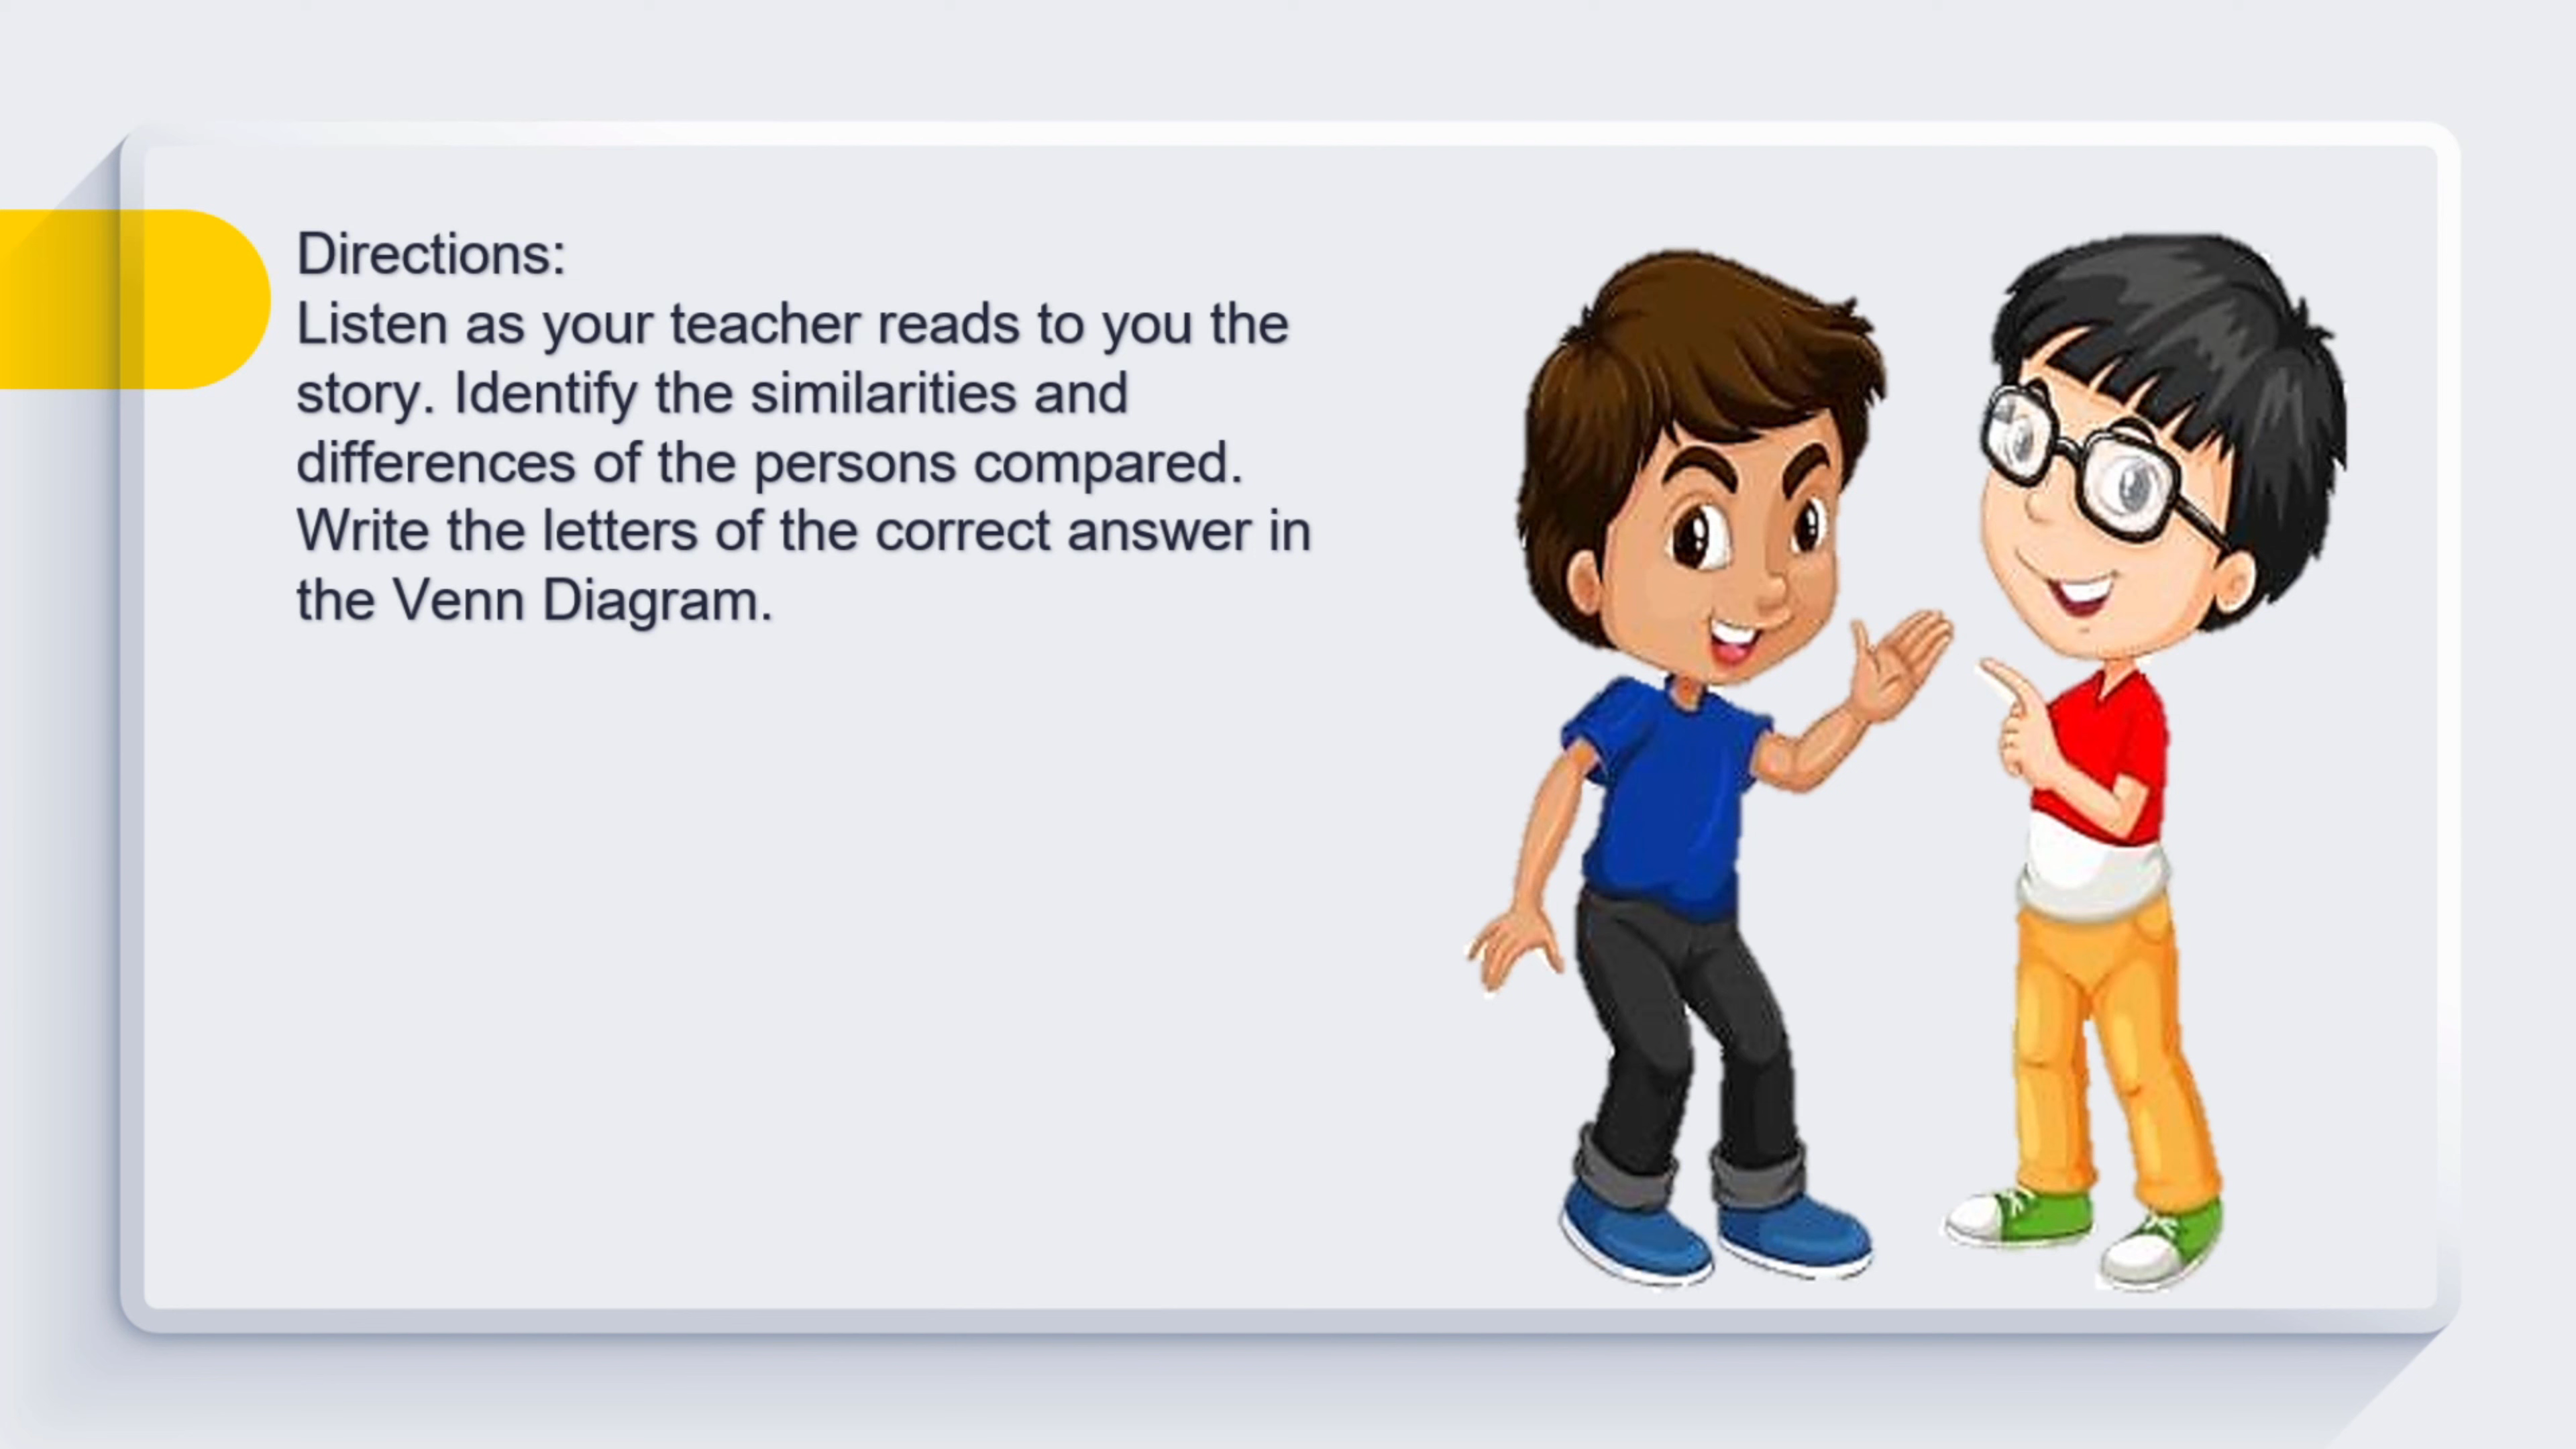 Directions:
Listen as your teacher reads to you the
story. Identify the similarities and
differences of the persons compared.
Write the letters of the correct answer in
the Venn Diagram.